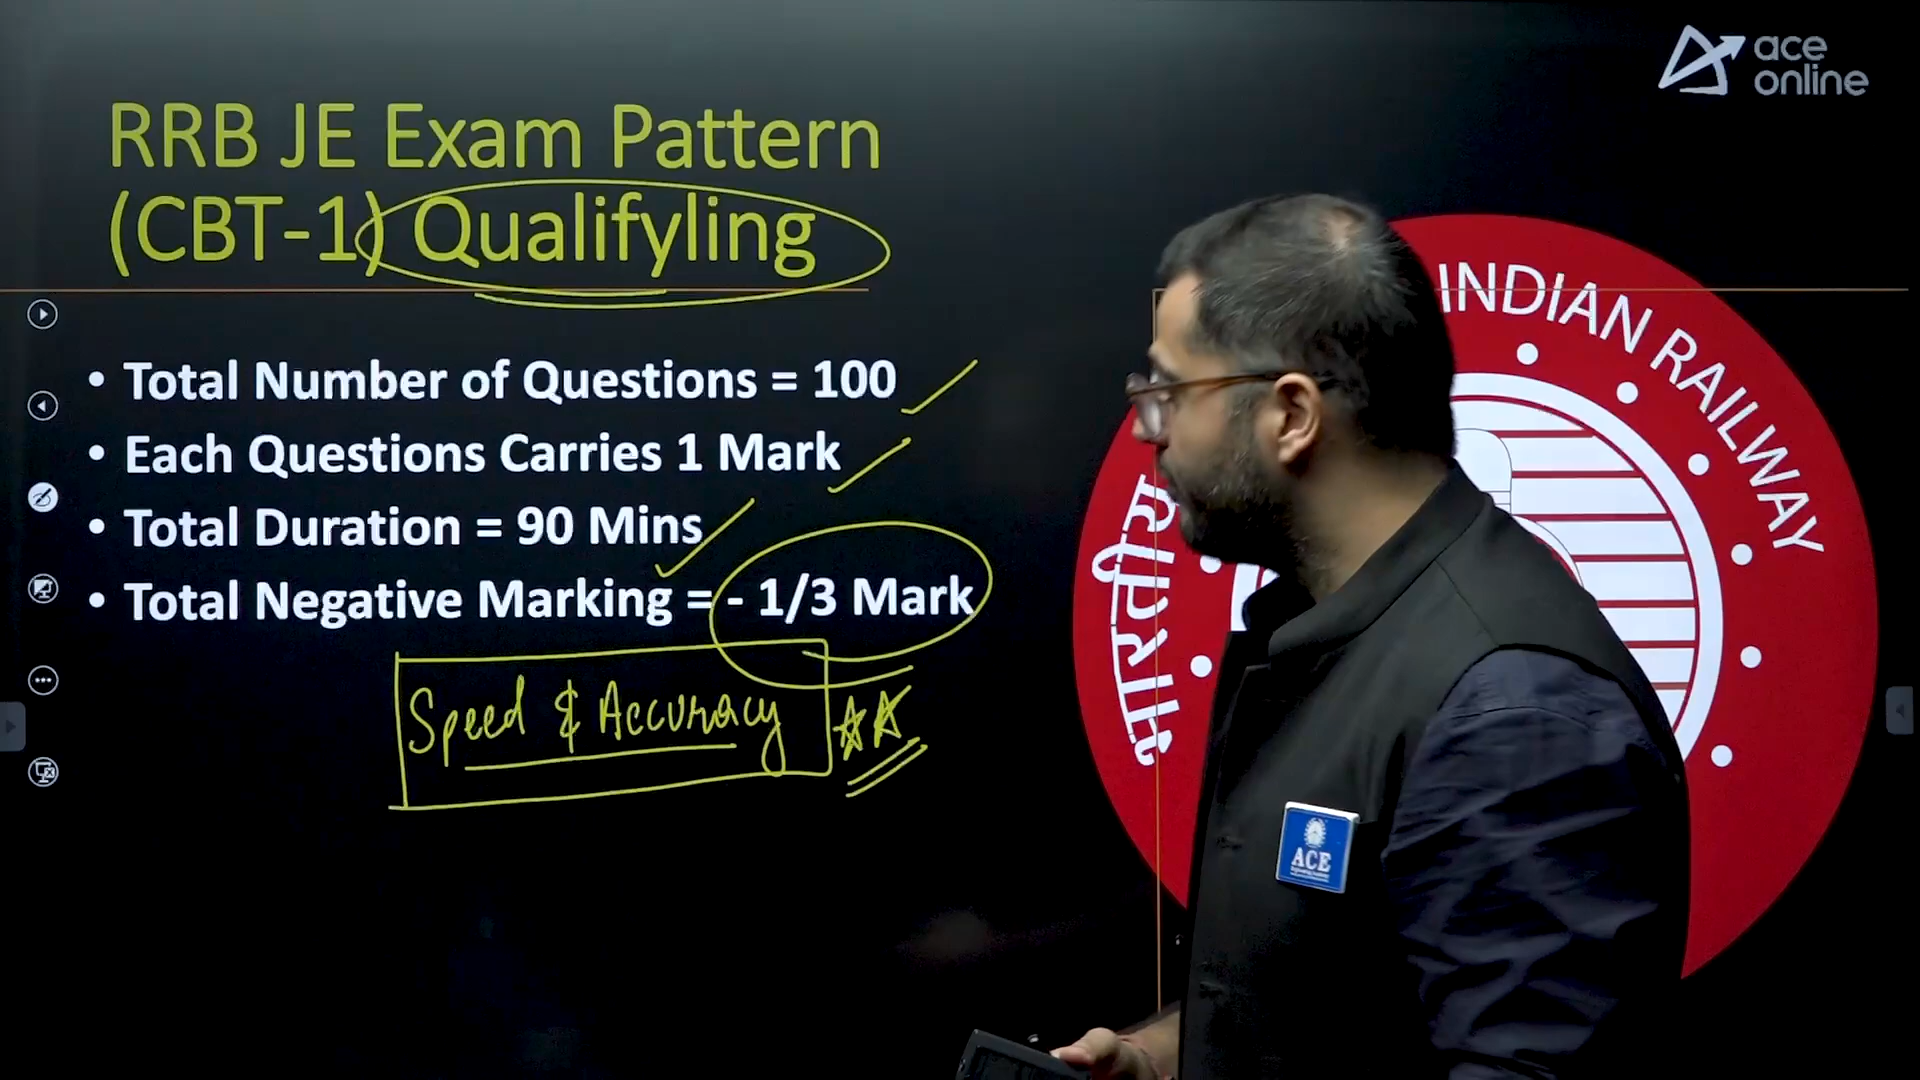 ace
online
RRB JE Exam Pattern
(CBT-1) Qualifyling
• Total Number of Questions = 100
• Each Questions Carries 1 Mark
• Total Duration = 90 Mins
• Total Negative Marking = - 1/3 Mark
Speed & Accuracy
INDIAN RAILWAY
भारतीय
ACE